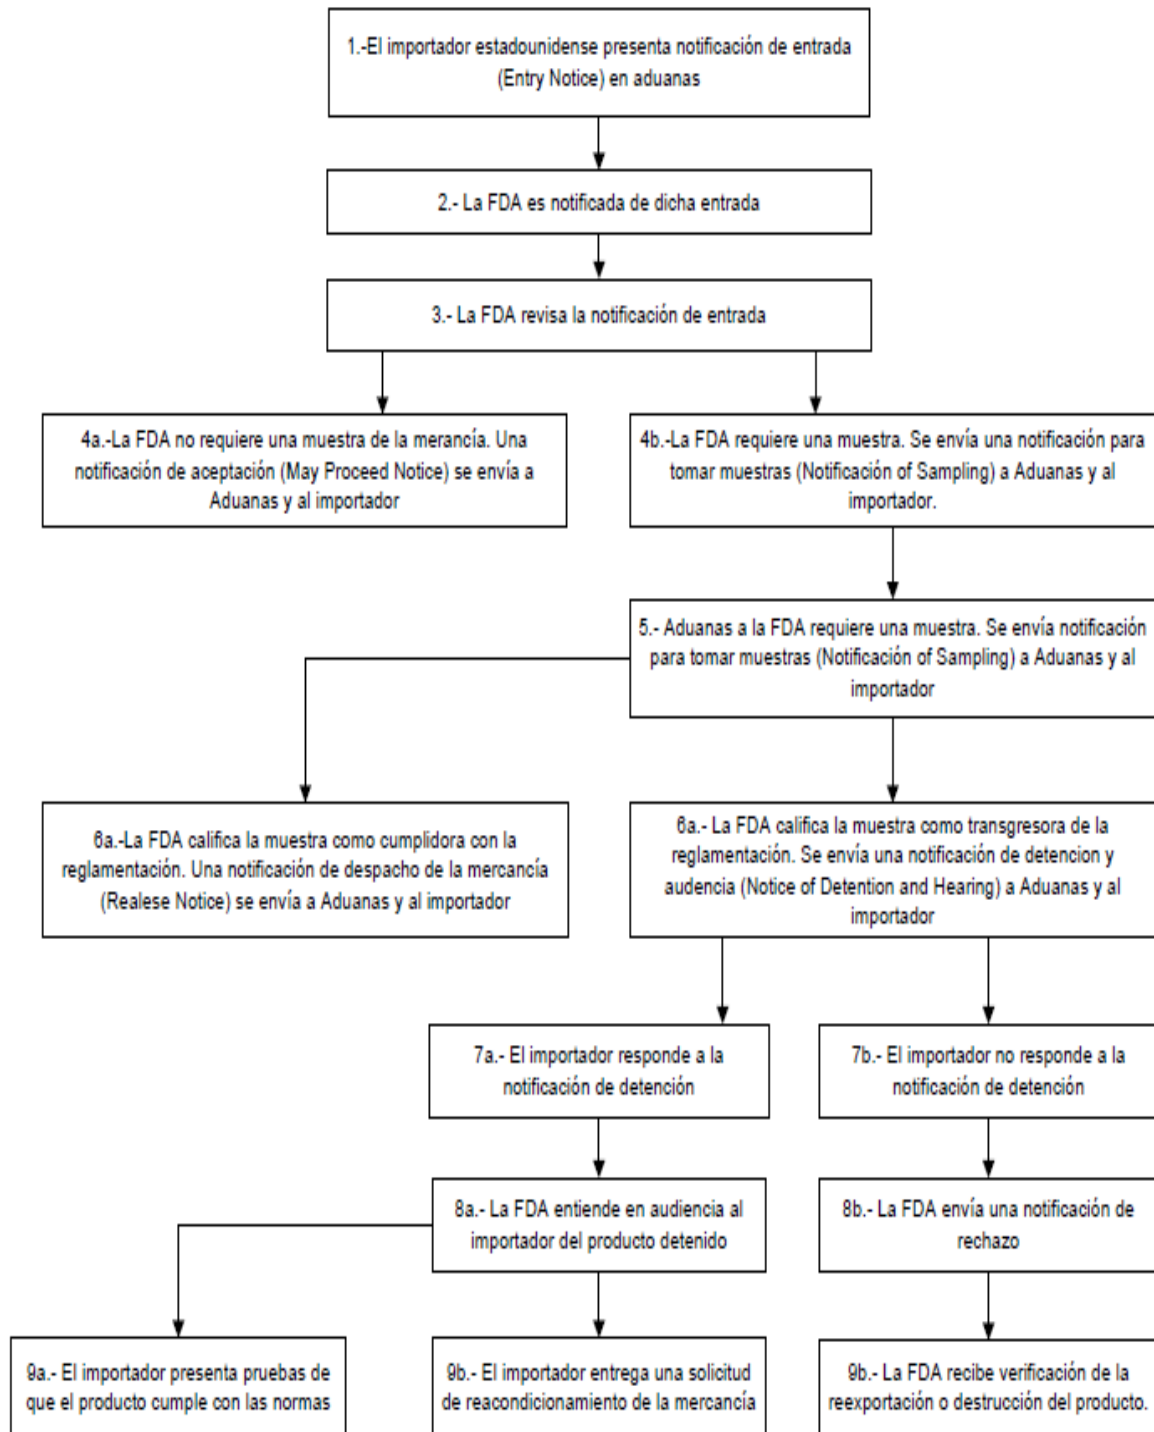 1.-El importador estadounidense presenta notificación de entrada
(Entry Notice) en aduanas
2.- La FDA es notificada de dicha entrada
3.- La FDA revisa la notificación de entrada
4a.-La FDA no requiere una muestra de la merancía. Una
notificación de aceptación (May Proceed Notice) se envía a
Aduanas y al importador
4b.-La FDA requiere una muestra. Se envía una notificación para
tomar muestras (Notificación of Sampling) a Aduanas y al
importador.
5.- Aduanas a la FDA requiere una muestra. Se envía notificación
para tomar muestras (Notificación of Sampling) a Aduanas y al
importador
6a.-La FDA califica la muestra como cumplidora con la
reglamentación. Una notificación de despacho de la mercancía
(Realese Notice) se envía a Aduanas y al importador
6a.- La FDA califica la muestra como transgresora de la
reglamentación. Se envía una notificación de detencion y
audencia (Notice of Detention and Hearing) a Aduanas y al
importador
7a.- El importador responde a la
notificación de detención
7b.- El importador no responde a la
notificación de detención
8a.- La FDA entiende en audiencia al
importador del producto detenido
8b.- La FDA envía una notificación de
rechazo
9a.- El importador presenta pruebas de
que el producto cumple con las normas
9b.- El importador entrega una solicitud
de reacondicionamiento de la mercancía
9b.- La FDA recibe verificación de la
reexportación o destrucción del producto.